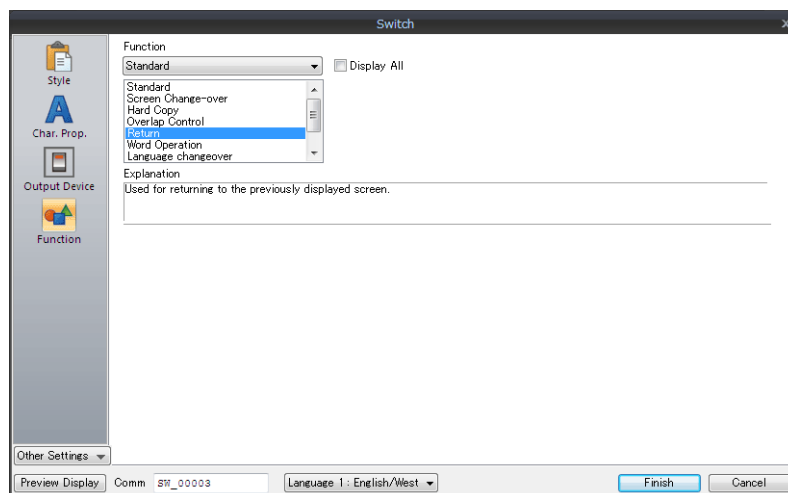 Switch
Style
Char. Prop.
Output Device
Function
Function
Standard
Display All
Standard
Screen Change-over
Hard Copy
Overlap Control
Return
Word Operation
Language changeover
Explanation
Used for returning to the previously displayed screen.
Other Settings
Preview Display
Comm
SW_00003
Language 1 : English/West
Finish
Cancel